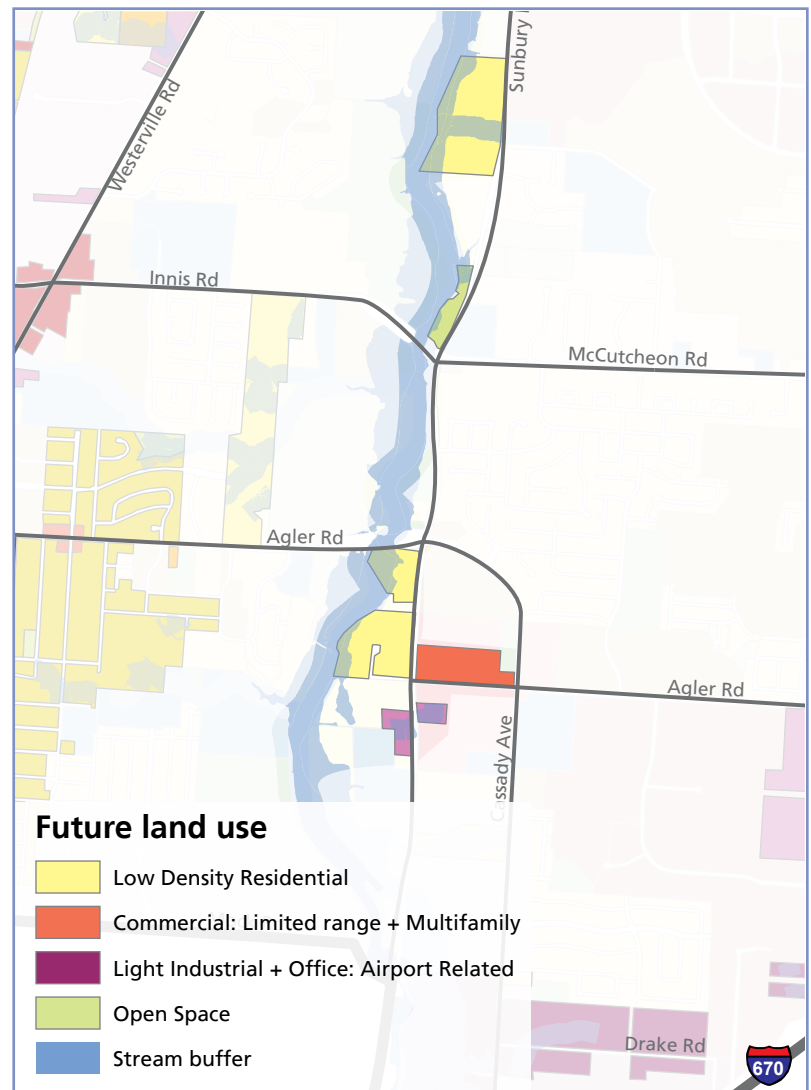 Sunbury
Westerville Rd
Innis Rd
McCutcheon Rd
Agler Rd
Agler Rd
Cassady Ave
Future land use
Low Density Residential
Commercial: Limited range + Multifamily
Light Industrial + Office: Airport Related
Open Space
Stream buffer
Drake Rd
670